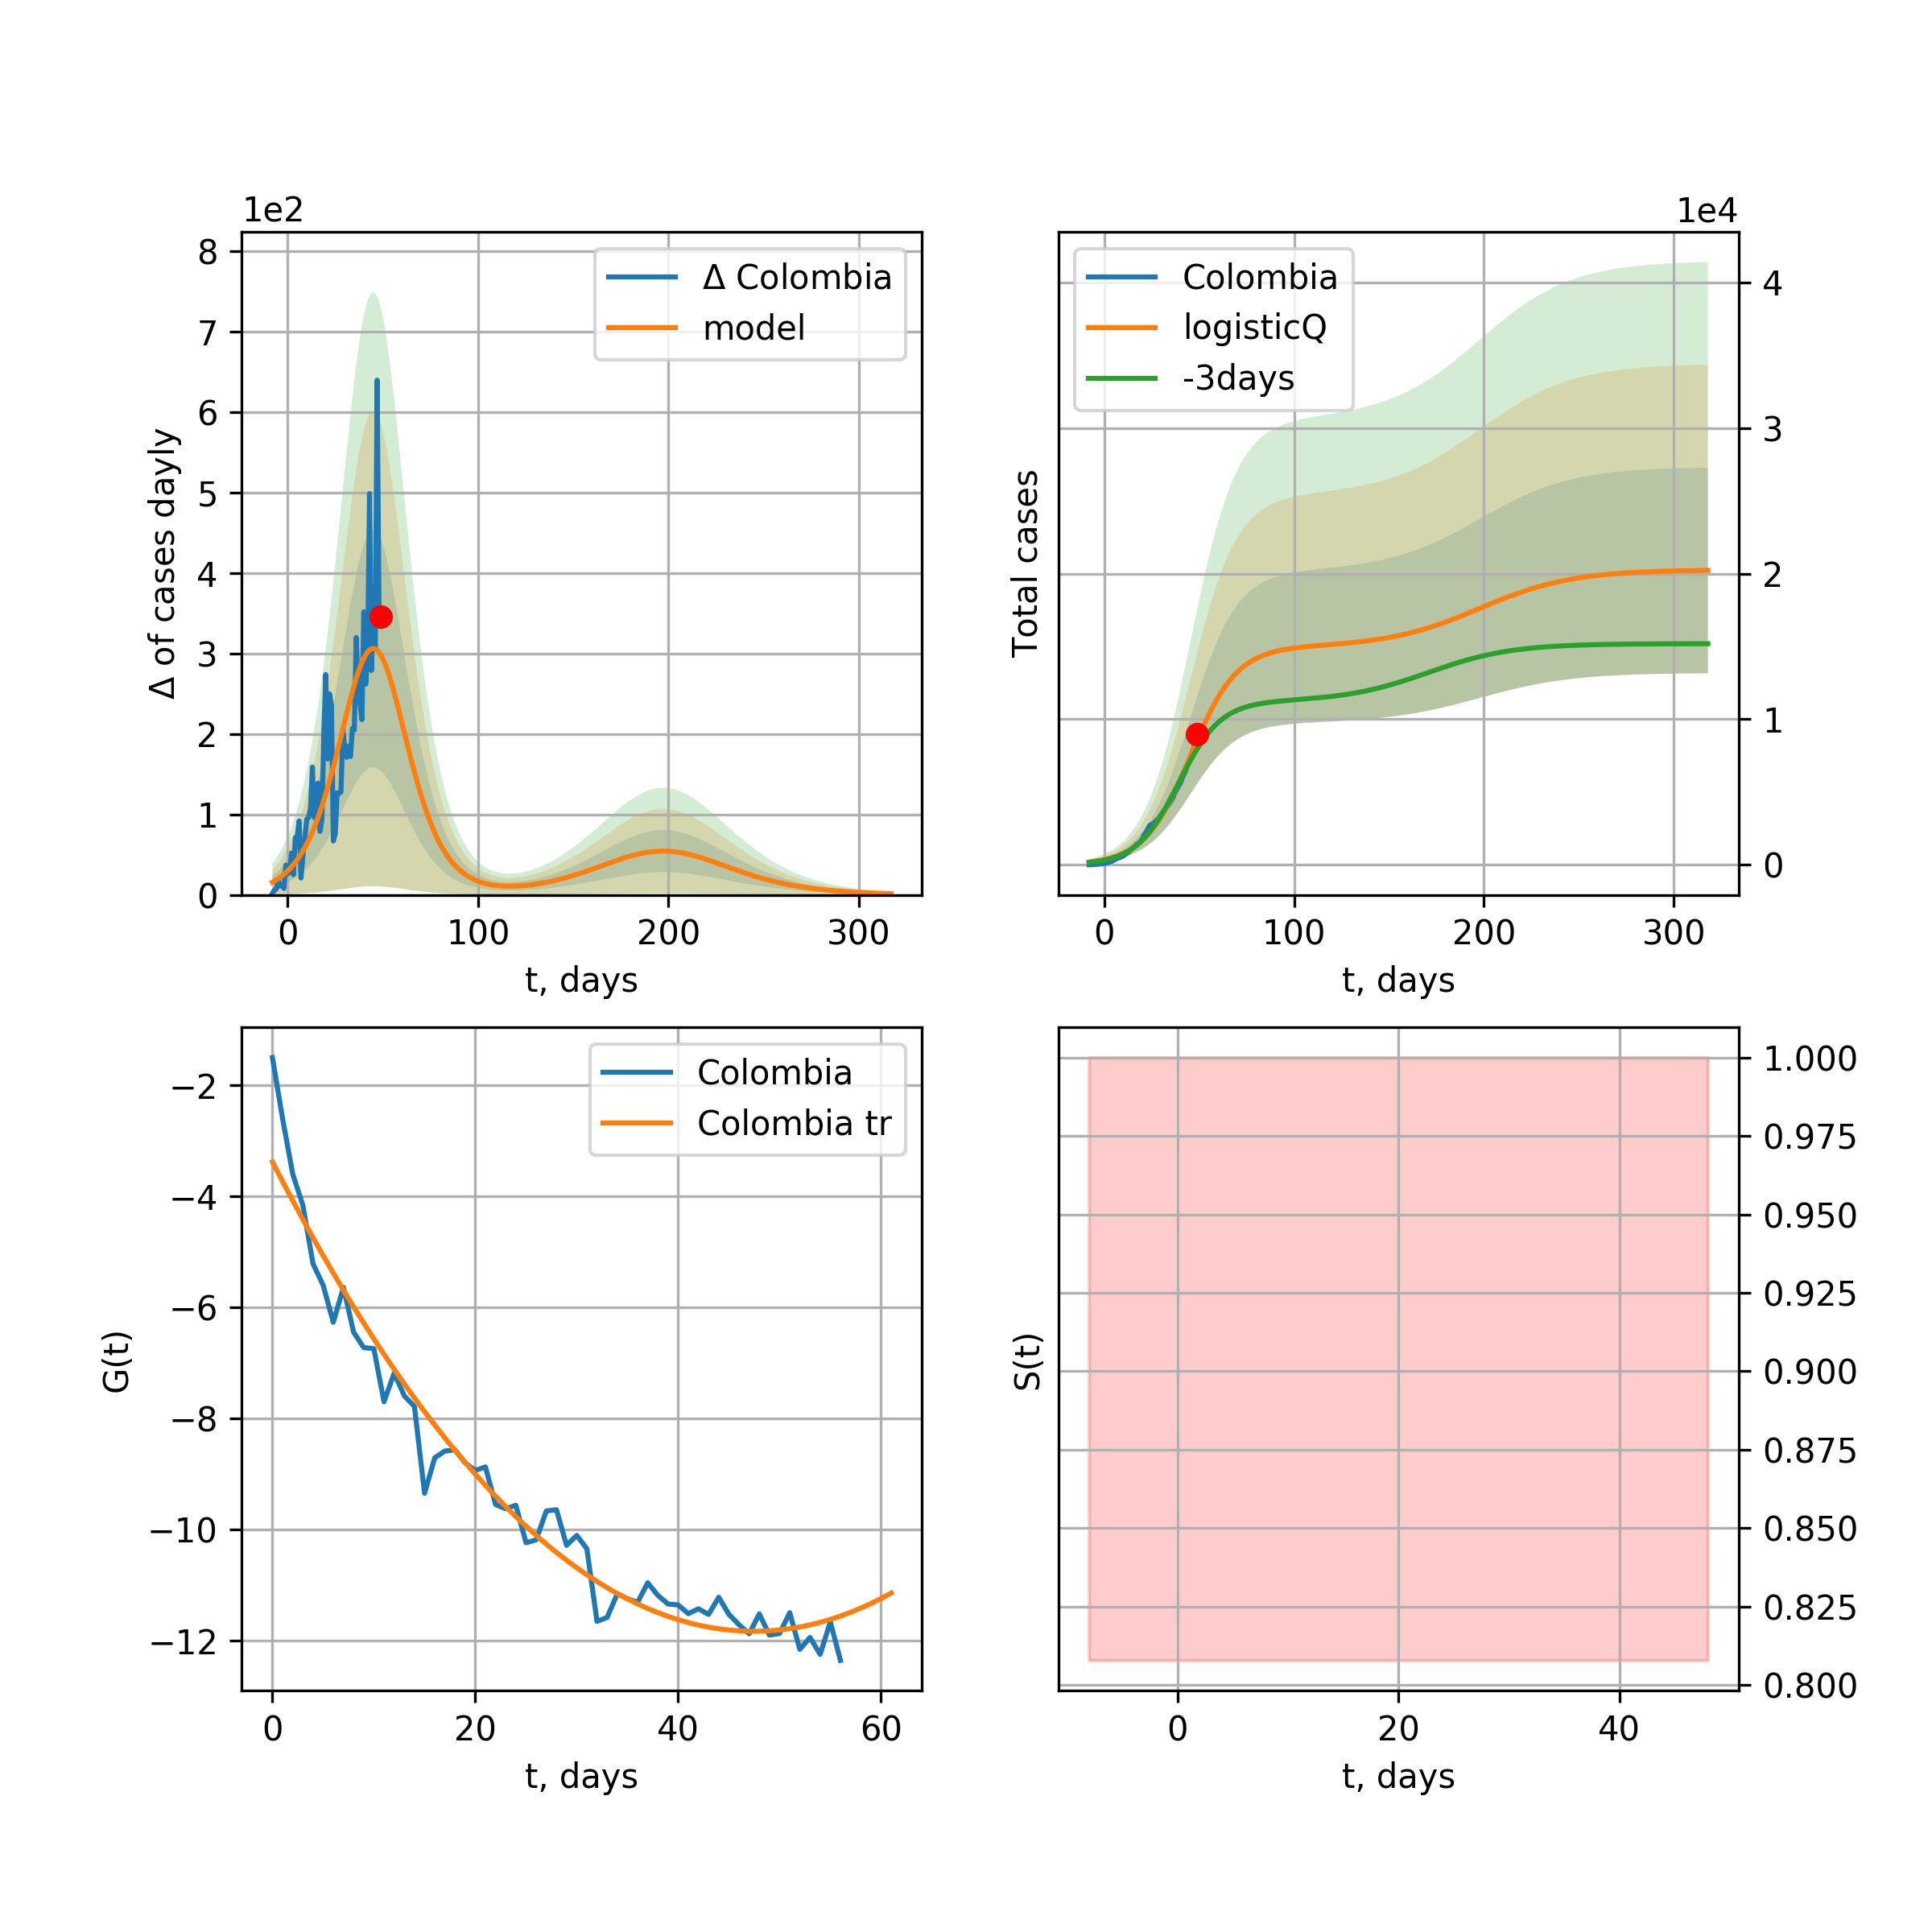 1e2
8
7
6
5
4
3
2
1
0
Δ of cases dayly
Δ Colombia
model
0 100 200 300
t, days
1e4
Colombia
logisticQ
-3days
Total cases
4
3
2
1
0
0 100 200 300
t, days
Colombia
Colombia tr
G(t)
−2
−4
−6
−8
−10
−12
0 20 40 60
t, days
S(t)
1.000
0.975
0.950
0.925
0.900
0.875
0.850
0.825
0.800
0 20 40
t, days